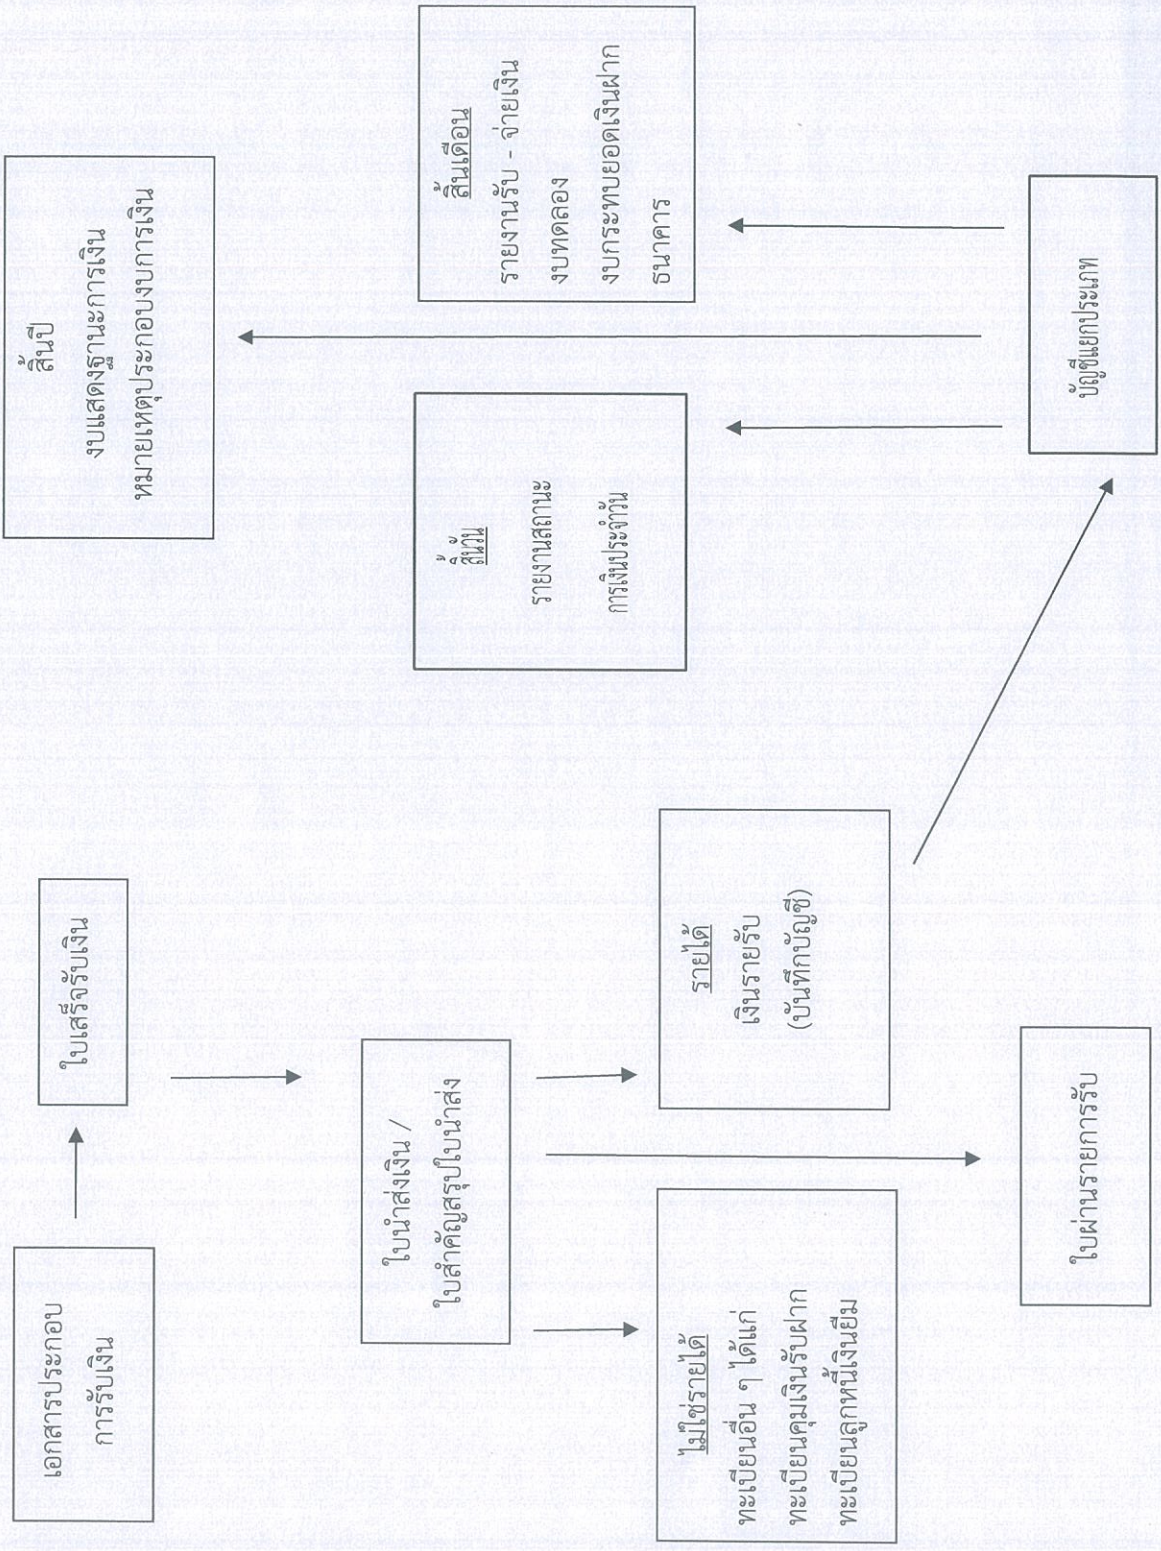 เอกสารประกอบ
การรับเงิน
ใบเสร็จรับเงิน
ใบนำส่งเงิน /
ใบสำคัญสรุปใบนำส่ง
ไม่ใช่รายได้
ทะเบียนอื่น ๆ ได้แก่
ทะเบียนคุมเงินรับฝาก
ทะเบียนลูกหนี้เงินยืม
รายได้
เงินรายรับ
(บันทึกบัญชี)
ใบผ่านรายการรับ
บัญชีแยกประเภท
สิ้นวัน
รายงานสถานะ
การเงินประจำวัน
สิ้นเดือน
รายงานรับ - จ่ายเงิน
งบทดลอง
งบกระทบยอดเงินฝาก
ธนาคาร
สิ้นปี
งบแสดงฐานะการเงิน
หมายเหตุประกอบงบการเงิน